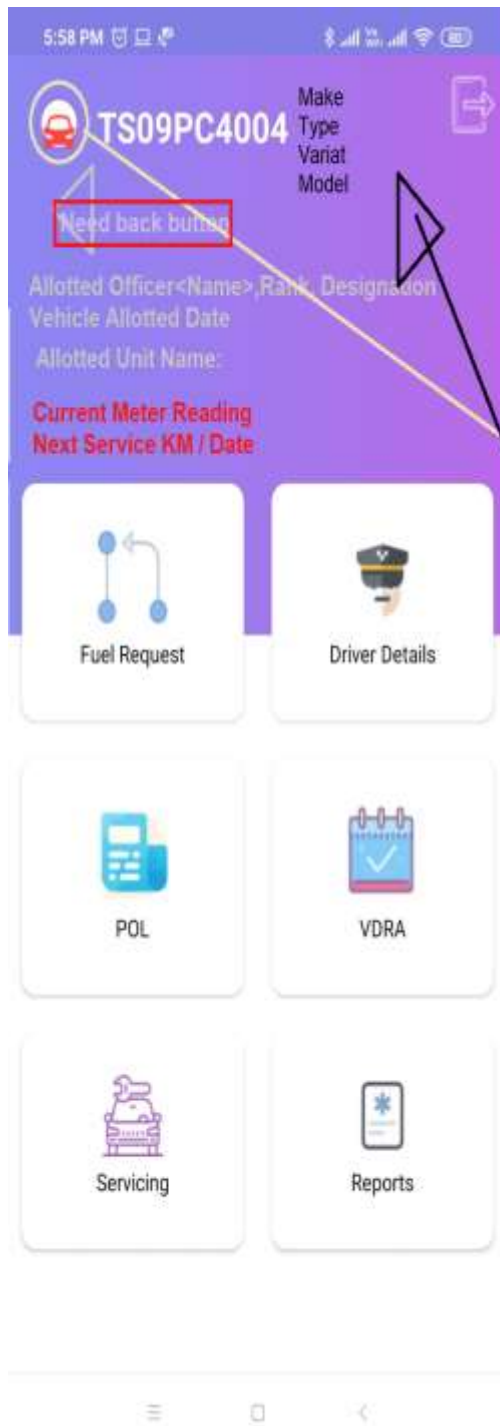 5:58 PM
TS09PC4004
Make
Type
Variat
Model
Need back button
Allotted Officer<Name>,Rank, Designation
Vehicle Allotted Date
Allotted Unit Name:
Current Meter Reading
Next Service KM / Date
Fuel Request
Driver Details
POL
VDRA
Servicing
Reports